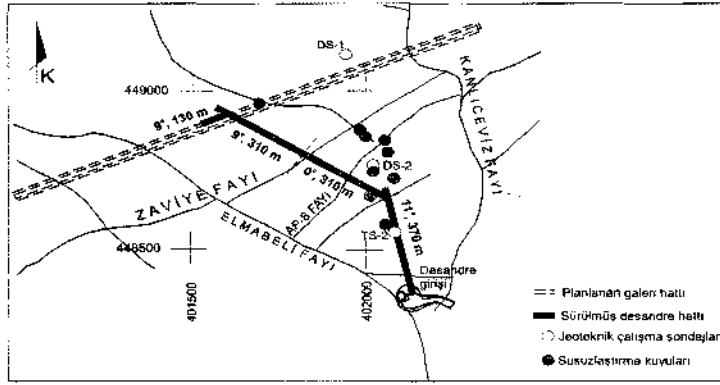 DS-1
K
449000
KANLICEVIZ FAYI
9°, 130 m
9°, 310 m
0°, 310 m
DS-2
ZAVİYE FAYI
AP-8 FAYI
ELMABELİ FAYI
11°, 370 m
TS-2
448500
401500
402000
Desandre
girişi
Planlanan galeri hattı
Sürülmüş desandre hattı
Jeoteknik çalışma sondajları
Susuzlaştırma kuyuları